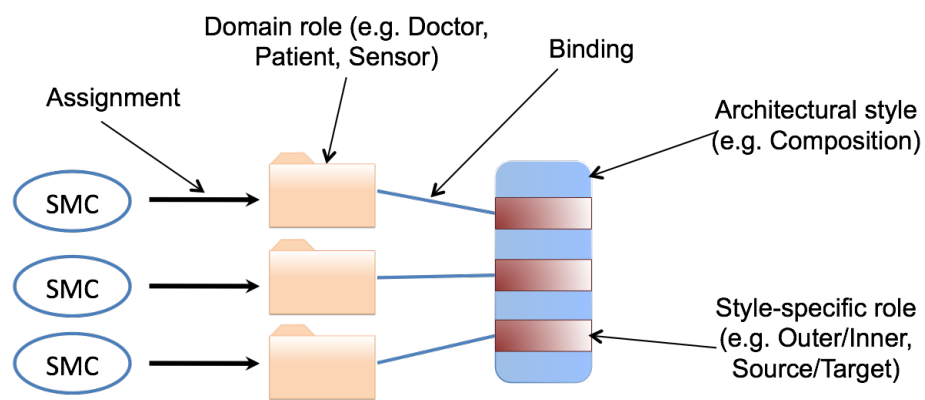 Domain role (e.g. Doctor,
Patient, Sensor)
Binding
Assignment
Architectural style
(e.g. Composition)
SMC
SMC
SMC
Style-specific role
(e.g. Outer/Inner,
Source/Target)